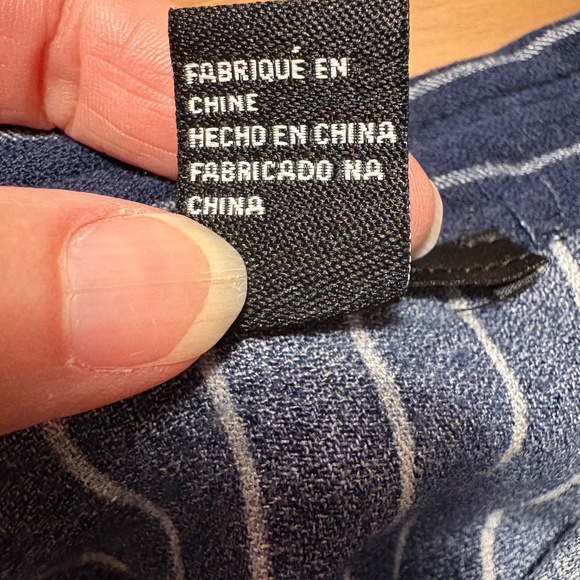 FABRIQUÉ EN
CHINE
HECHO EN CHINA
FABRICADO NA
CHINA